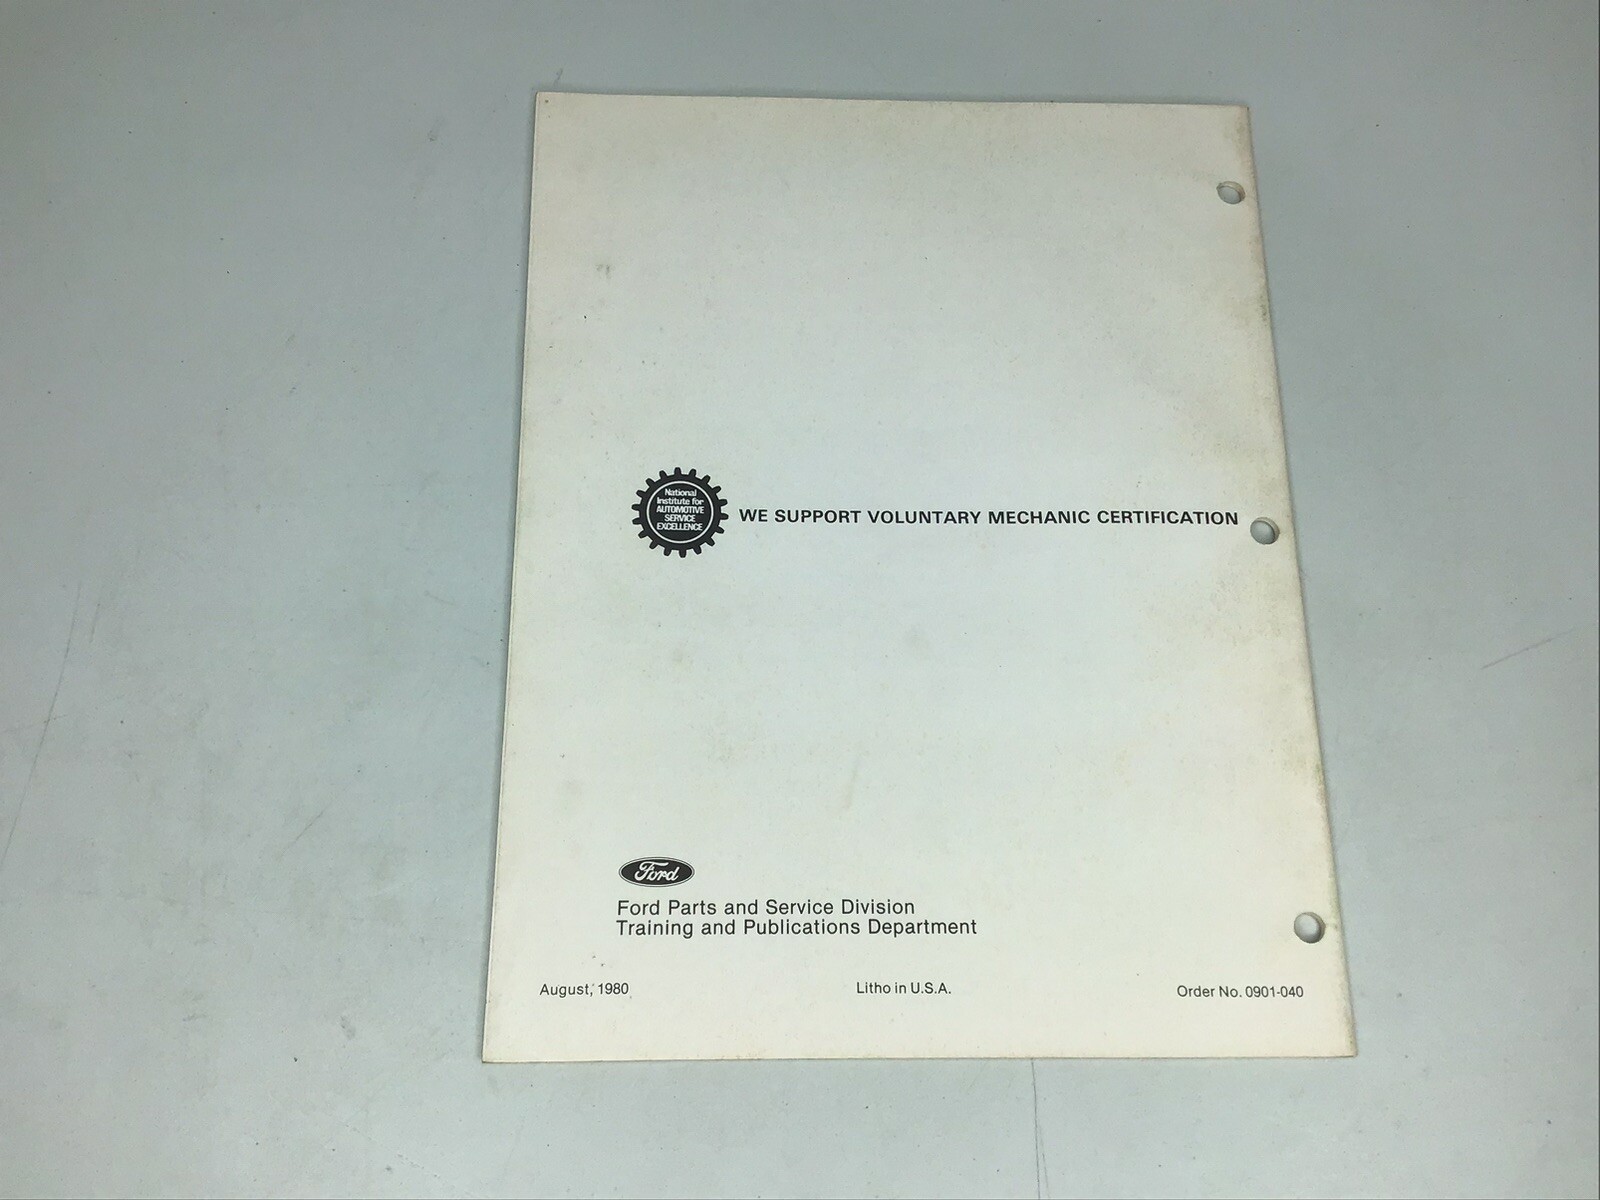 National
Institute for
AUTOMOTIVE
SERVICE
EXCELLENCE
WE SUPPORT VOLUNTARY MECHANIC CERTIFICATION
Ford
Ford Parts and Service Division
Training and Publications Department
August, 1980
Litho in U.S.A.
Order No. 0901-040